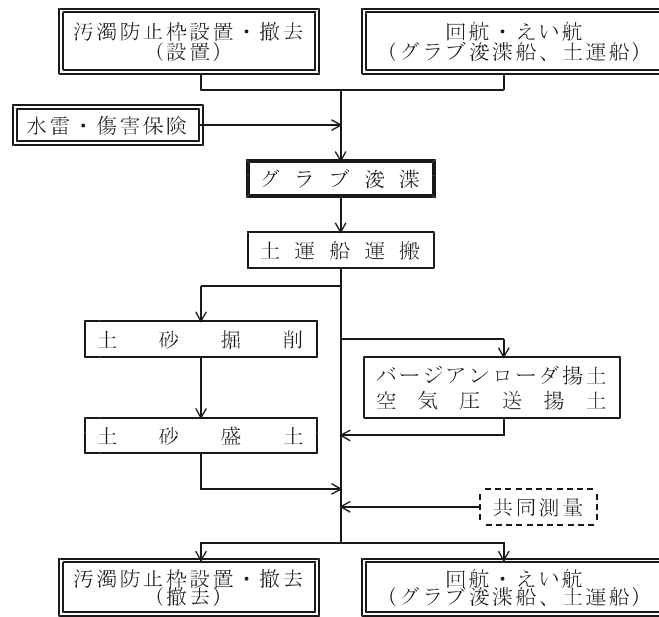 汚濁防止枠設置・撤去
（設置）
回航・えい航
（グラブ浚渫船、土運船）
水雷・傷害保険
グラブ浚渫
土運船運搬
土砂掘削
バージアンローダ揚土
空気圧送揚土
土砂盛土
共同測量
汚濁防止枠設置・撤去
（撤去）
回航・えい航
（グラブ浚渫船、土運船）